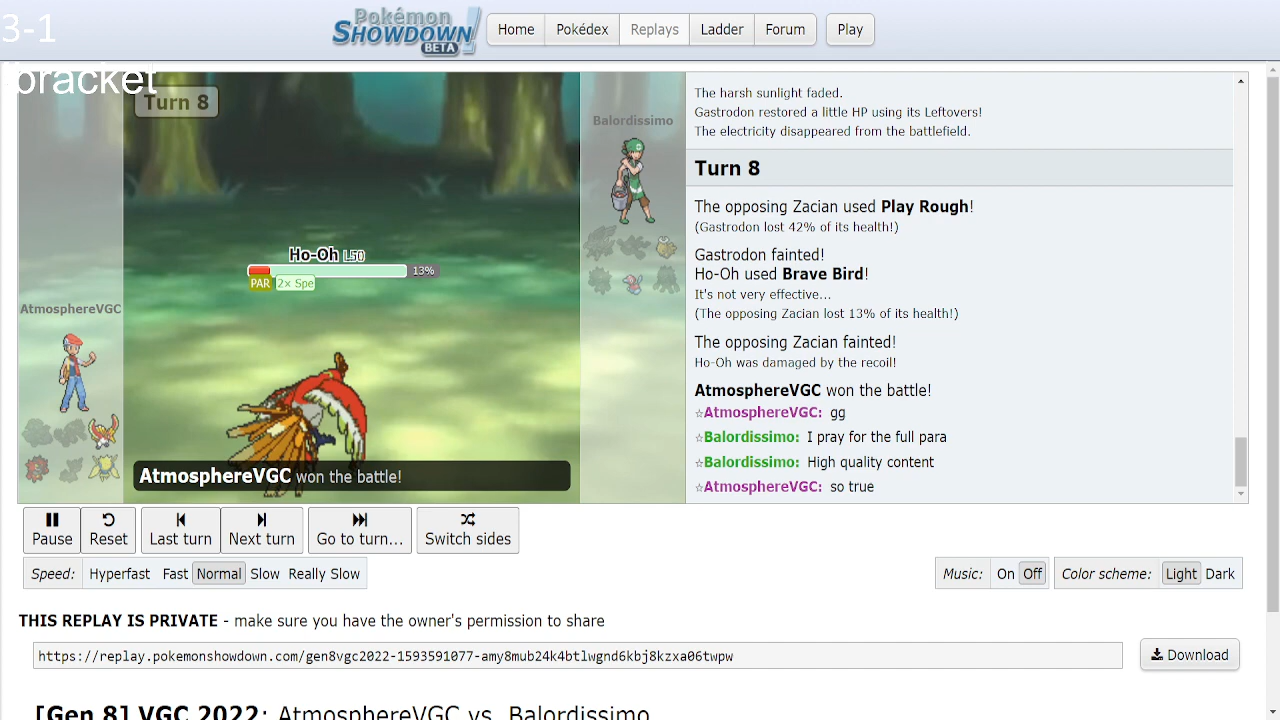 3-1
bracket
Pokémon
SHOWDOWN!
BETA
Home
Pokédex
Replays
Ladder
Forum
Play
Turn 8
Balordissimo
AtmosphereVGC
Ho-Oh L50
13%
PAR 2× Spe
AtmosphereVGC won the battle!
The harsh sunlight faded.
Gastrodon restored a little HP using its Leftovers!
The electricity disappeared from the battlefield.
Turn 8
The opposing Zacian used Play Rough!
(Gastrodon lost 42% of its health!)
Gastrodon fainted!
Ho-Oh used Brave Bird!
It's not very effective...
(The opposing Zacian lost 13% of its health!)
The opposing Zacian fainted!
Ho-Oh was damaged by the recoil!
AtmosphereVGC won the battle!
☆AtmosphereVGC: gg
☆Balordissimo: I pray for the full para
☆Balordissimo: High quality content
☆AtmosphereVGC: so true
Pause
Reset
Last turn
Next turn
Go to turn...
Switch sides
Speed: Hyperfast Fast Normal Slow Really Slow
Music: On Off
Color scheme: Light Dark
THIS REPLAY IS PRIVATE - make sure you have the owner's permission to share
https://replay.pokemonshowdown.com/gen8vgc2022-1593591077-amy8mub24k4btlwgnd6kbj8kzxa06twpw
Download
[Gen 8] VGC 2022: AtmosphereVGC vs. Balordissimo